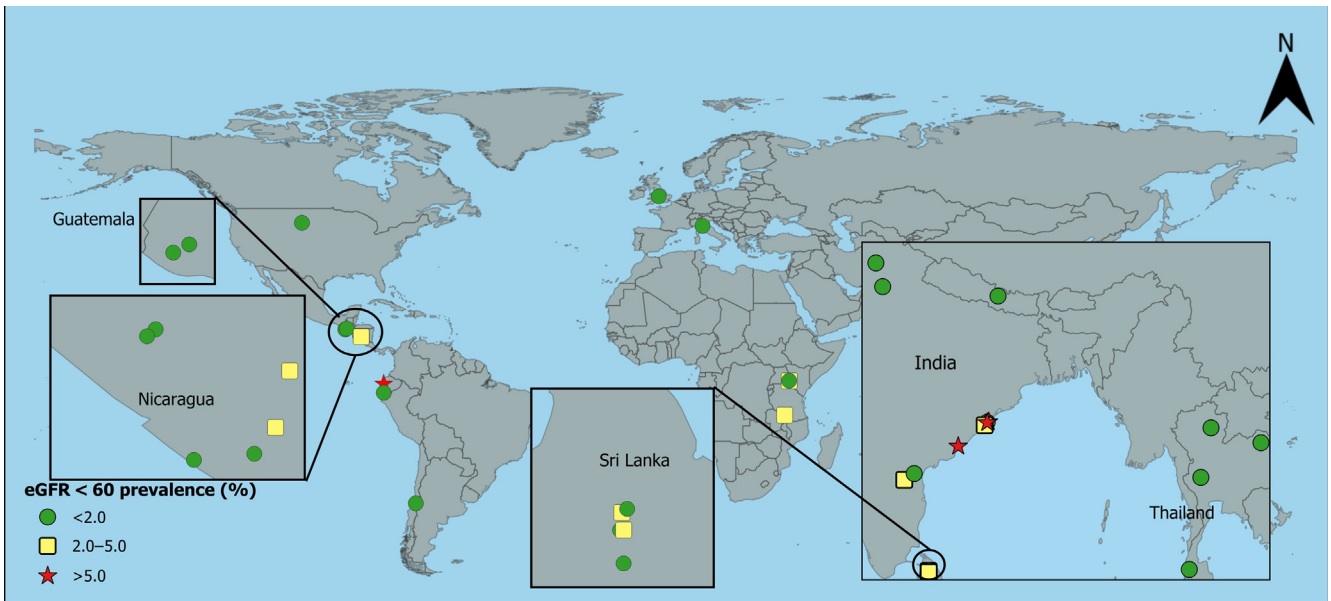 N
Guatemala
India
Nicaragua
Sri Lanka
eGFR < 60 prevalence (%)
<2.0
Thailand
2.0–5.0
>5.0